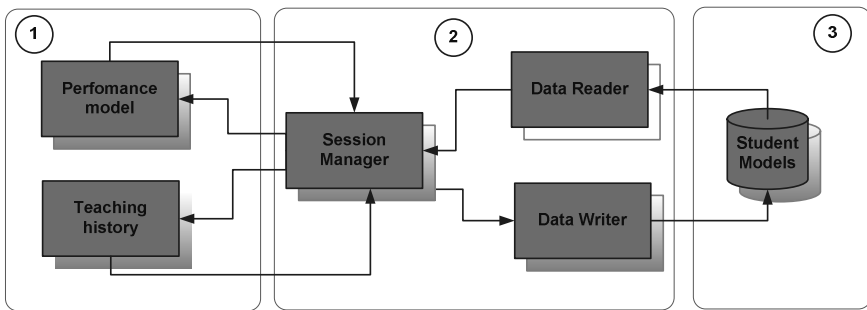 1
Perfomance
model
Teaching
history
2
Session
Manager
Data Reader
Data Writer
3
Student
Models